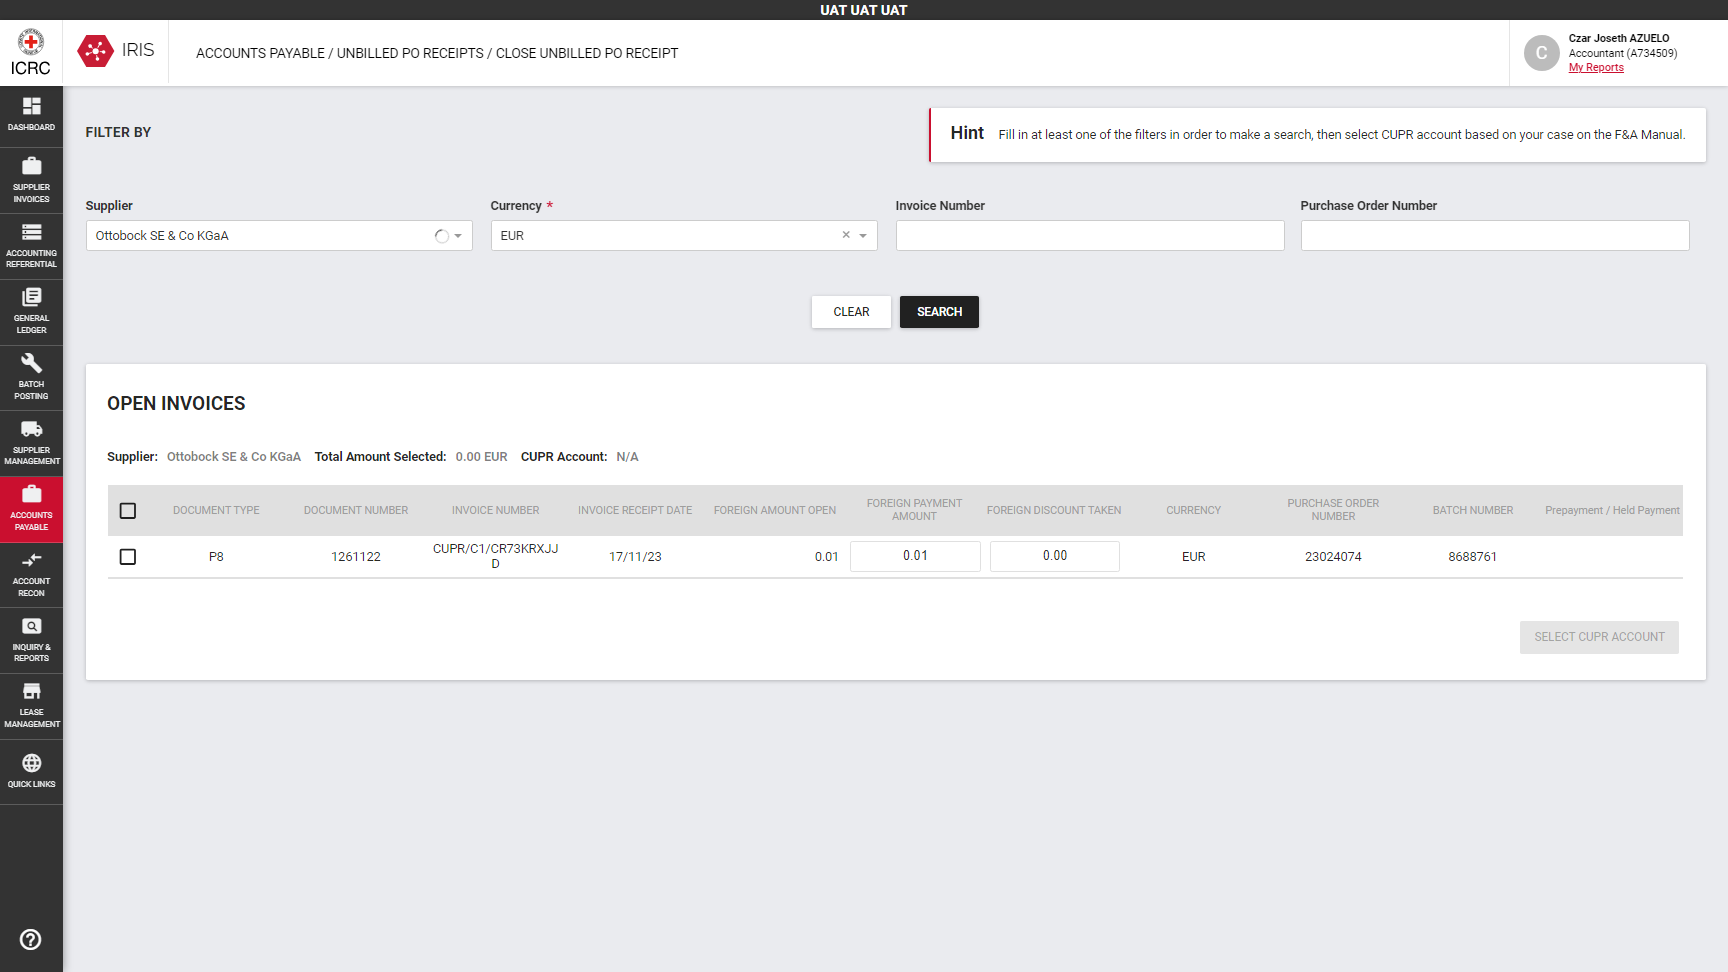 UAT UAT UAT
ICRC
IRIS
ACCOUNTS PAYABLE / UNBILLED PO RECEIPTS / CLOSE UNBILLED PO RECEIPT
C
Czar Joseth AZUELO
Accountant (A734509)
My Reports
DASHBOARD
SUPPLIER
INVOICES
ACCOUNTING
REFERENTIAL
GENERAL
LEDGER
BATCH
POSTING
SUPPLIER
MANAGEMENT
ACCOUNTS
PAYABLE
ACCOUNT
RECON
INQUIRY &
REPORTS
LEASE
MANAGEMENT
QUICK LINKS
FILTER BY
Hint Fill in at least one of the filters in order to make a search, then select CUPR account based on your case on the F&A Manual.
Supplier
Currency *
Invoice Number
Purchase Order Number
Ottobock SE & Co KGaA
EUR
CLEAR
SEARCH
OPEN INVOICES
Supplier: Ottobock SE & Co KGaA Total Amount Selected: 0.00 EUR CUPR Account: N/A
DOCUMENT TYPE
DOCUMENT NUMBER
INVOICE NUMBER
INVOICE RECEIPT DATE
FOREIGN AMOUNT OPEN
FOREIGN PAYMENT
AMOUNT
FOREIGN DISCOUNT TAKEN
CURRENCY
PURCHASE ORDER
NUMBER
BATCH NUMBER
Prepayment / Held Payment
P8
1261122
CUPR/C1/CR73KRXJJ
D
17/11/23
0.01
0.01
0.00
EUR
23024074
8688761
SELECT CUPR ACCOUNT